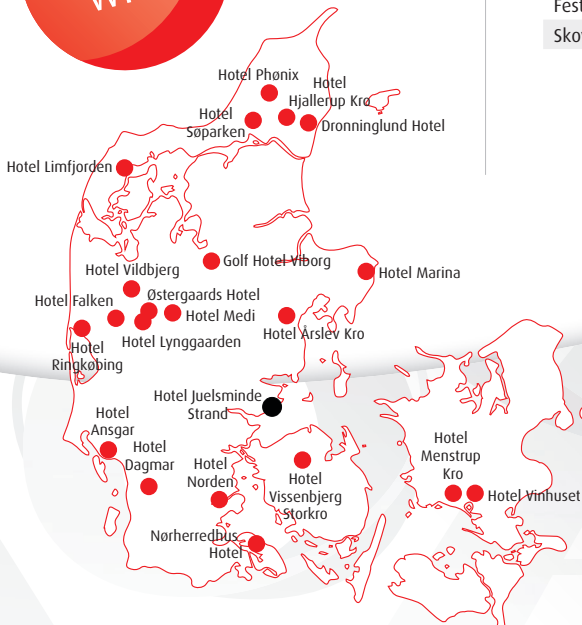 Fest
Hotel Phønix
Hotel
Hjallerup Kro
Hotel
Søparken
Dronninglund Hotel
Hotel Limfjorden
Golf Hotel Viborg
Hotel Marina
Hotel Vildbjerg
Hotel Falken
Østergaards Hotel
Hotel Medi
Hotel Lynggaarden
Hotel Årslev Kro
Hotel
Ringkøbing
Hotel Juelsminde
Strand
Hotel
Ansgar
Hotel
Dagmar
Hotel
Norden
Hotel
Vissenbjerg
Storkro
Hotel
Menstrup
Kro
Hotel Vinhuset
Nørherredhus
Hotel